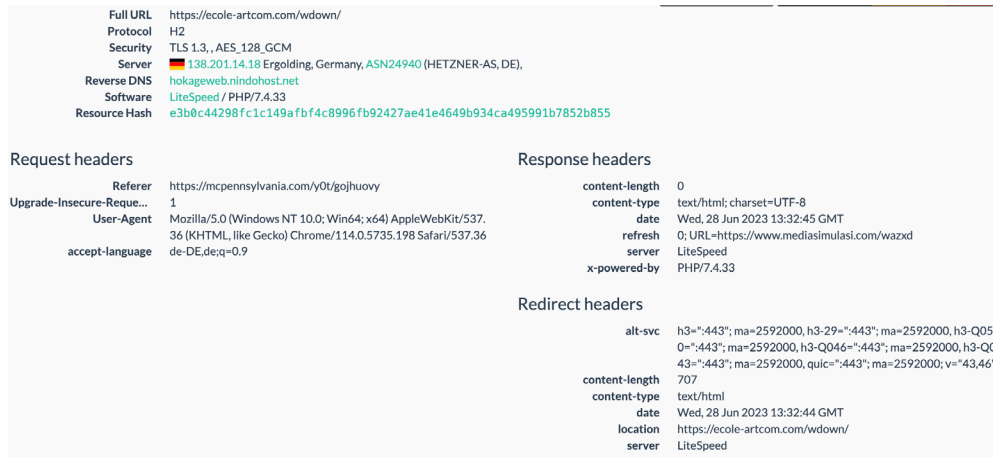 Full URL https://ecole-artcom.com/wdown/
Protocol H2
Security TLS 1.3, , AES_128_GCM
Server 138.201.14.18 Ergolding, Germany, ASN24940 (HETZNER-AS, DE),
Reverse DNS hokageweb.nindohost.net
Software LiteSpeed / PHP/7.4.33
Resource Hash e3b0c44298fc1c149afbf4c8996fb92427ae41e4649b934ca495991b7852b855
Request headers
Referer https://mcpennsylvania.com/y0t/gojhuovy
Upgrade-Insecure-Reque... 1
User-Agent Mozilla/5.0 (Windows NT 10.0; Win64; x64) AppleWebKit/537.
36 (KHTML, like Gecko) Chrome/114.0.5735.198 Safari/537.36
accept-language de-DE,de;q=0.9
Response headers
content-length 0
content-type text/html; charset=UTF-8
date Wed, 28 Jun 2023 13:32:45 GMT
refresh 0; URL=https://www.mediasimulasi.com/wazxd
server LiteSpeed
x-powered-by PHP/7.4.33
Redirect headers
alt-svc h3=":443"; ma=2592000, h3-29=":443"; ma=2592000, h3-Q05
0=":443"; ma=2592000, h3-Q046=":443"; ma=2592000, h3-Q0
43=":443"; ma=2592000, quic=":443"; ma=2592000; v="43,46"
content-length 707
content-type text/html
date Wed, 28 Jun 2023 13:32:44 GMT
location https://ecole-artcom.com/wdown/
server LiteSpeed